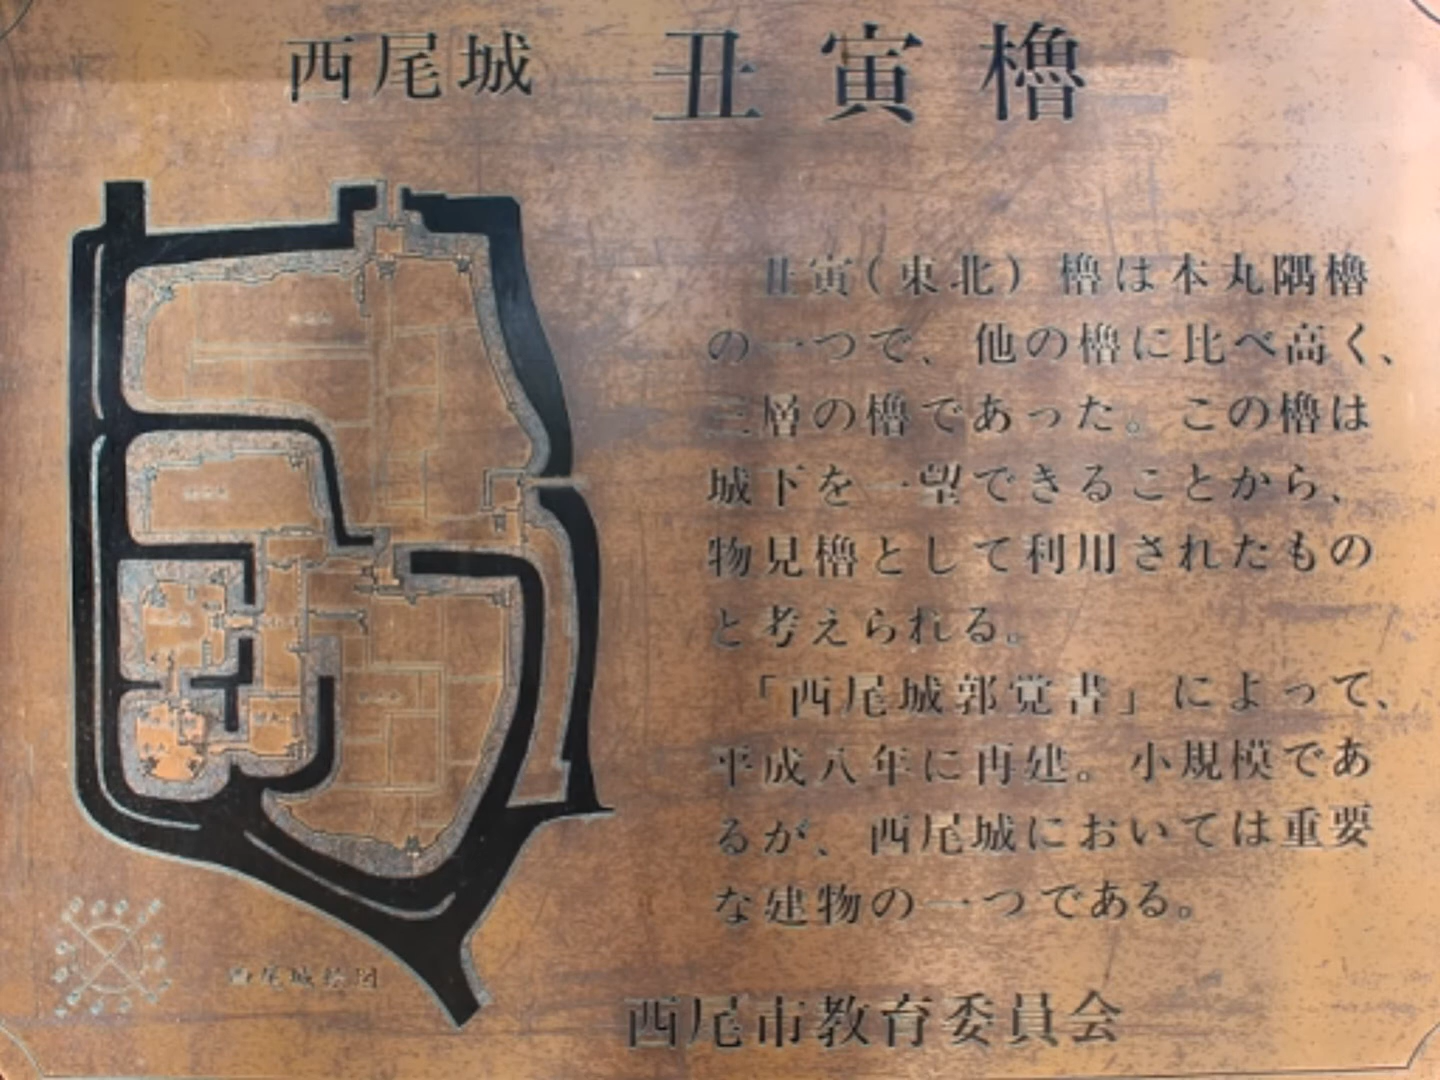 西尾城 丑寅櫓
丑寅(東北)櫓は本丸隅櫓
の一つで、他の櫓に比べ高く、
三層の櫓であった。この櫓は
城下を一望できることから、
物見櫓として利用されたもの
と考えられる。
「西尾城郭覚書」によって、
平成八年に再建。小規模であ
るが、西尾城においては重要
な建物の一つである。
西尾城絵図
西尾市教育委員会